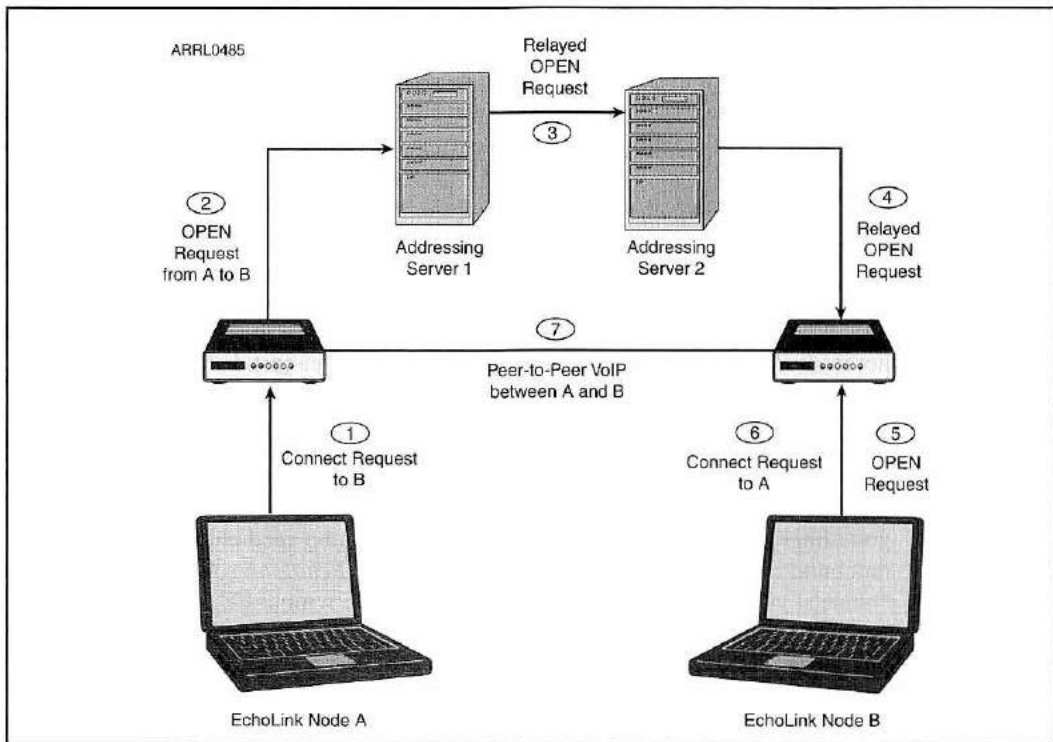 ARRL0485
Relayed
OPEN
Request
3
2
OPEN
Request
from A to B
Addressing
Server 1
Addressing
Server 2
4
Relayed
OPEN
Request
7
Peer-to-Peer VoIP
between A and B
1
Connect Request
to B
6
Connect Request
to A
5
OPEN
Request
EchoLink Node A
EchoLink Node B